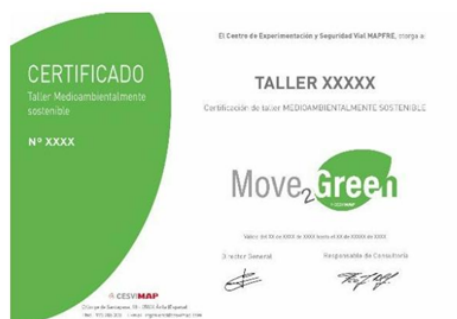 El Centro de Experimentación y Seguridad Vial MAPFRE, otorga a:
CERTIFICADO
Taller Medioambientalmente
sostenible
Nº XXXX
TALLER XXXXX
Certificación de taller MEDIOAMBIENTALMENTE SOSTENIBLE
Move2Green
CESVIMAP
Director General
Responsable de Consultoría
CESVIMAP